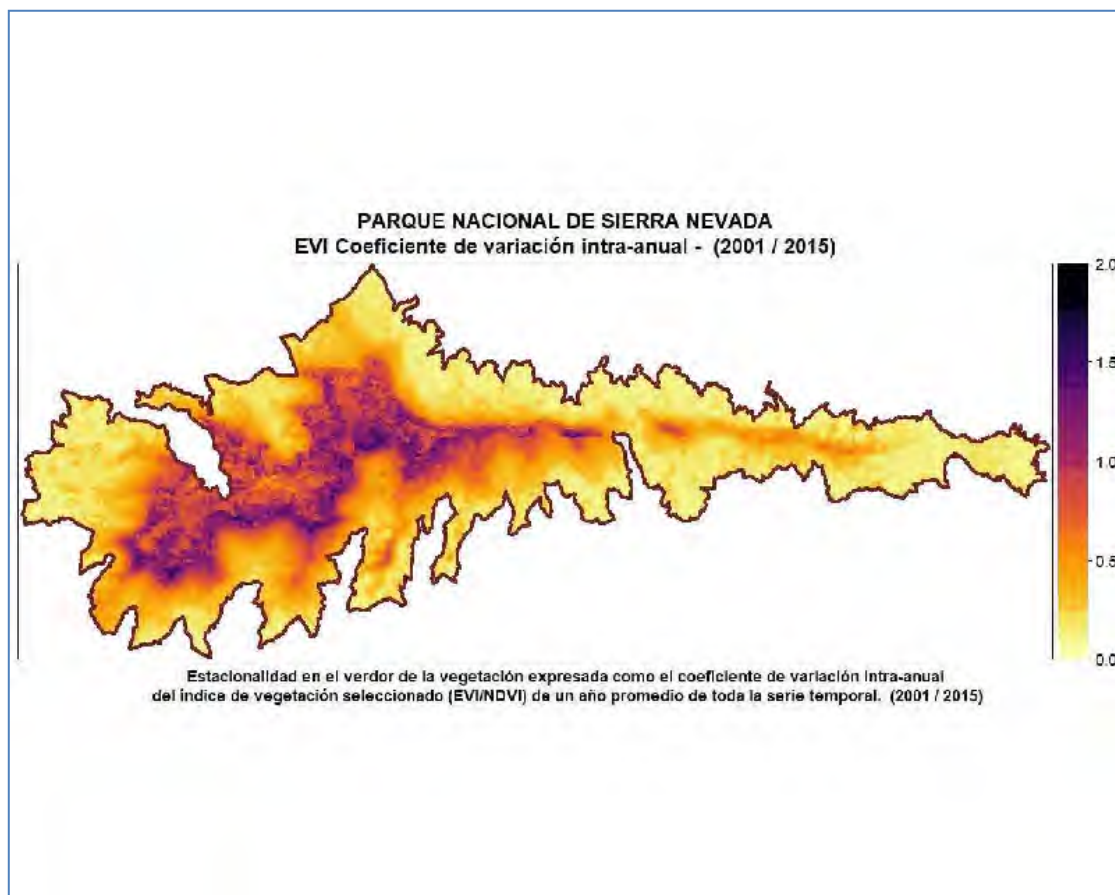 PARQUE NACIONAL DE SIERRA NEVADA
EVI Coeficiente de variación intra-anual - (2001 / 2015)
2.0
1.5
1.0
0.5
0.0
Estacionalidad en el verdor de la vegetación expresada como el coeficiente de variación intra-anual
del índice de vegetación seleccionado (EVI/NDVI) de un año promedio de toda la serie temporal. (2001 / 2015)